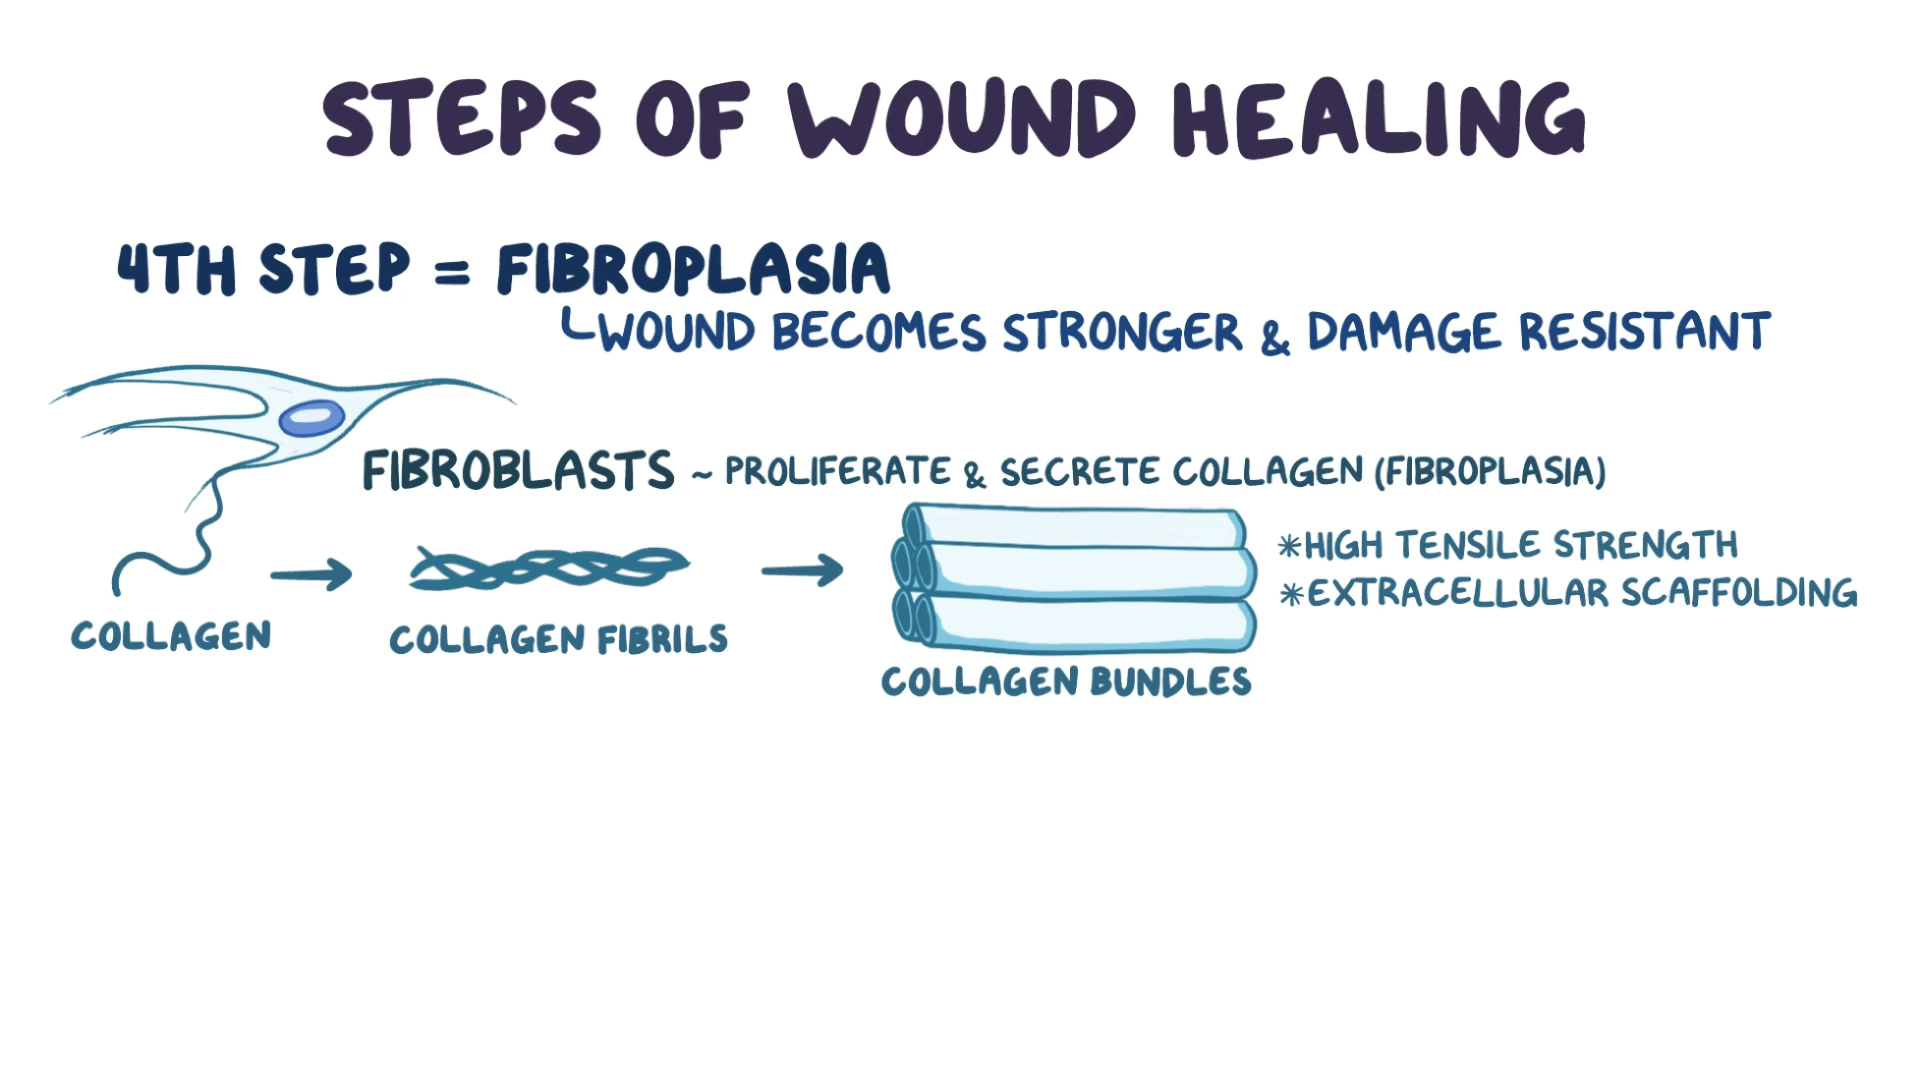 STEPS OF WOUND HEALING
4TH STEP = FIBROPLASIA
WOUND BECOMES STRONGER & DAMAGE RESISTANT
FIBROBLASTS ~ PROLIFERATE & SECRETE COLLAGEN (FIBROPLASIA)
*HIGH TENSILE STRENGTH
*EXTRACELLULAR SCAFFOLDING
COLLAGEN
COLLAGEN FIBRILS
COLLAGEN BUNDLES